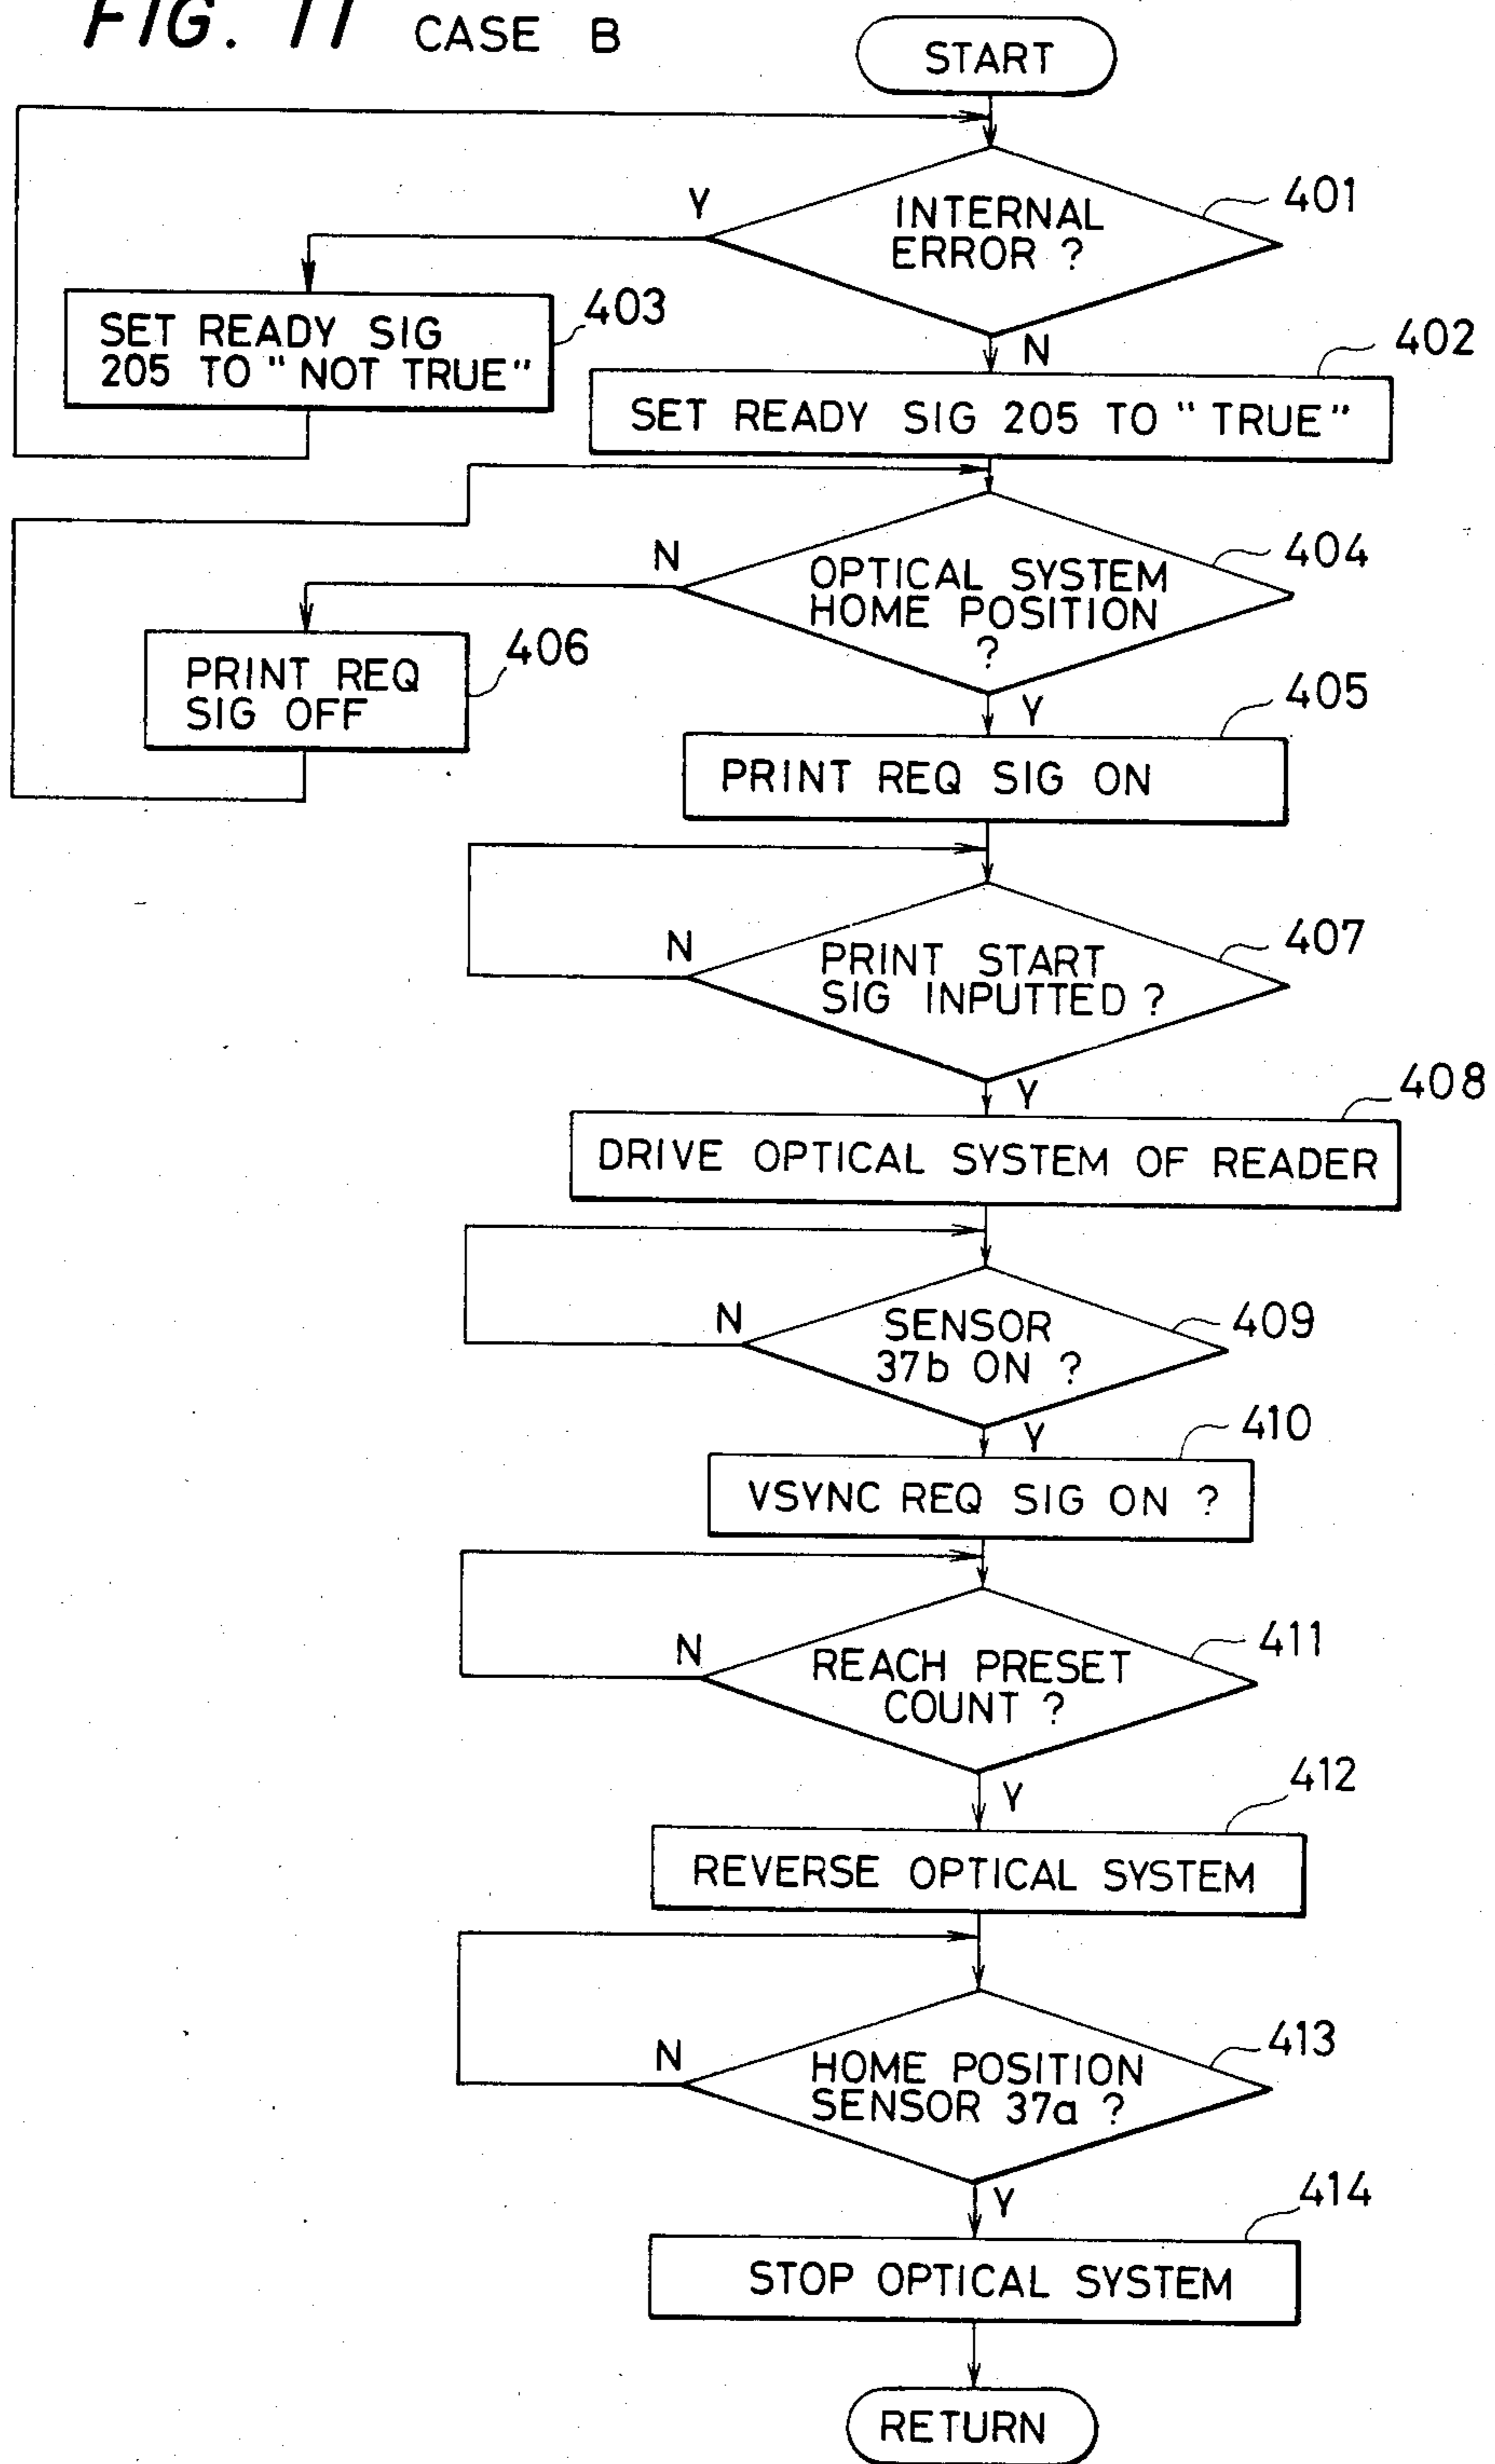 FIG. 11 CASE B
START
INTERNAL
ERROR ?
401
Y
N
SET READY SIG
205 TO "NOT TRUE"
403
402
SET READY SIG 205 TO "TRUE"
OPTICAL SYSTEM
HOME POSITION
?
404
N
Y
PRINT REQ
SIG OFF
406
405
PRINT REQ SIG ON
PRINT START
SIG INPUTTED ?
407
N
Y
408
DRIVE OPTICAL SYSTEM OF READER
SENSOR
37b ON ?
409
N
Y
410
VSYNC REQ SIG ON ?
REACH PRESET
COUNT ?
411
N
Y
412
REVERSE OPTICAL SYSTEM
HOME POSITION
SENSOR 37a ?
413
N
Y
414
STOP OPTICAL SYSTEM
RETURN